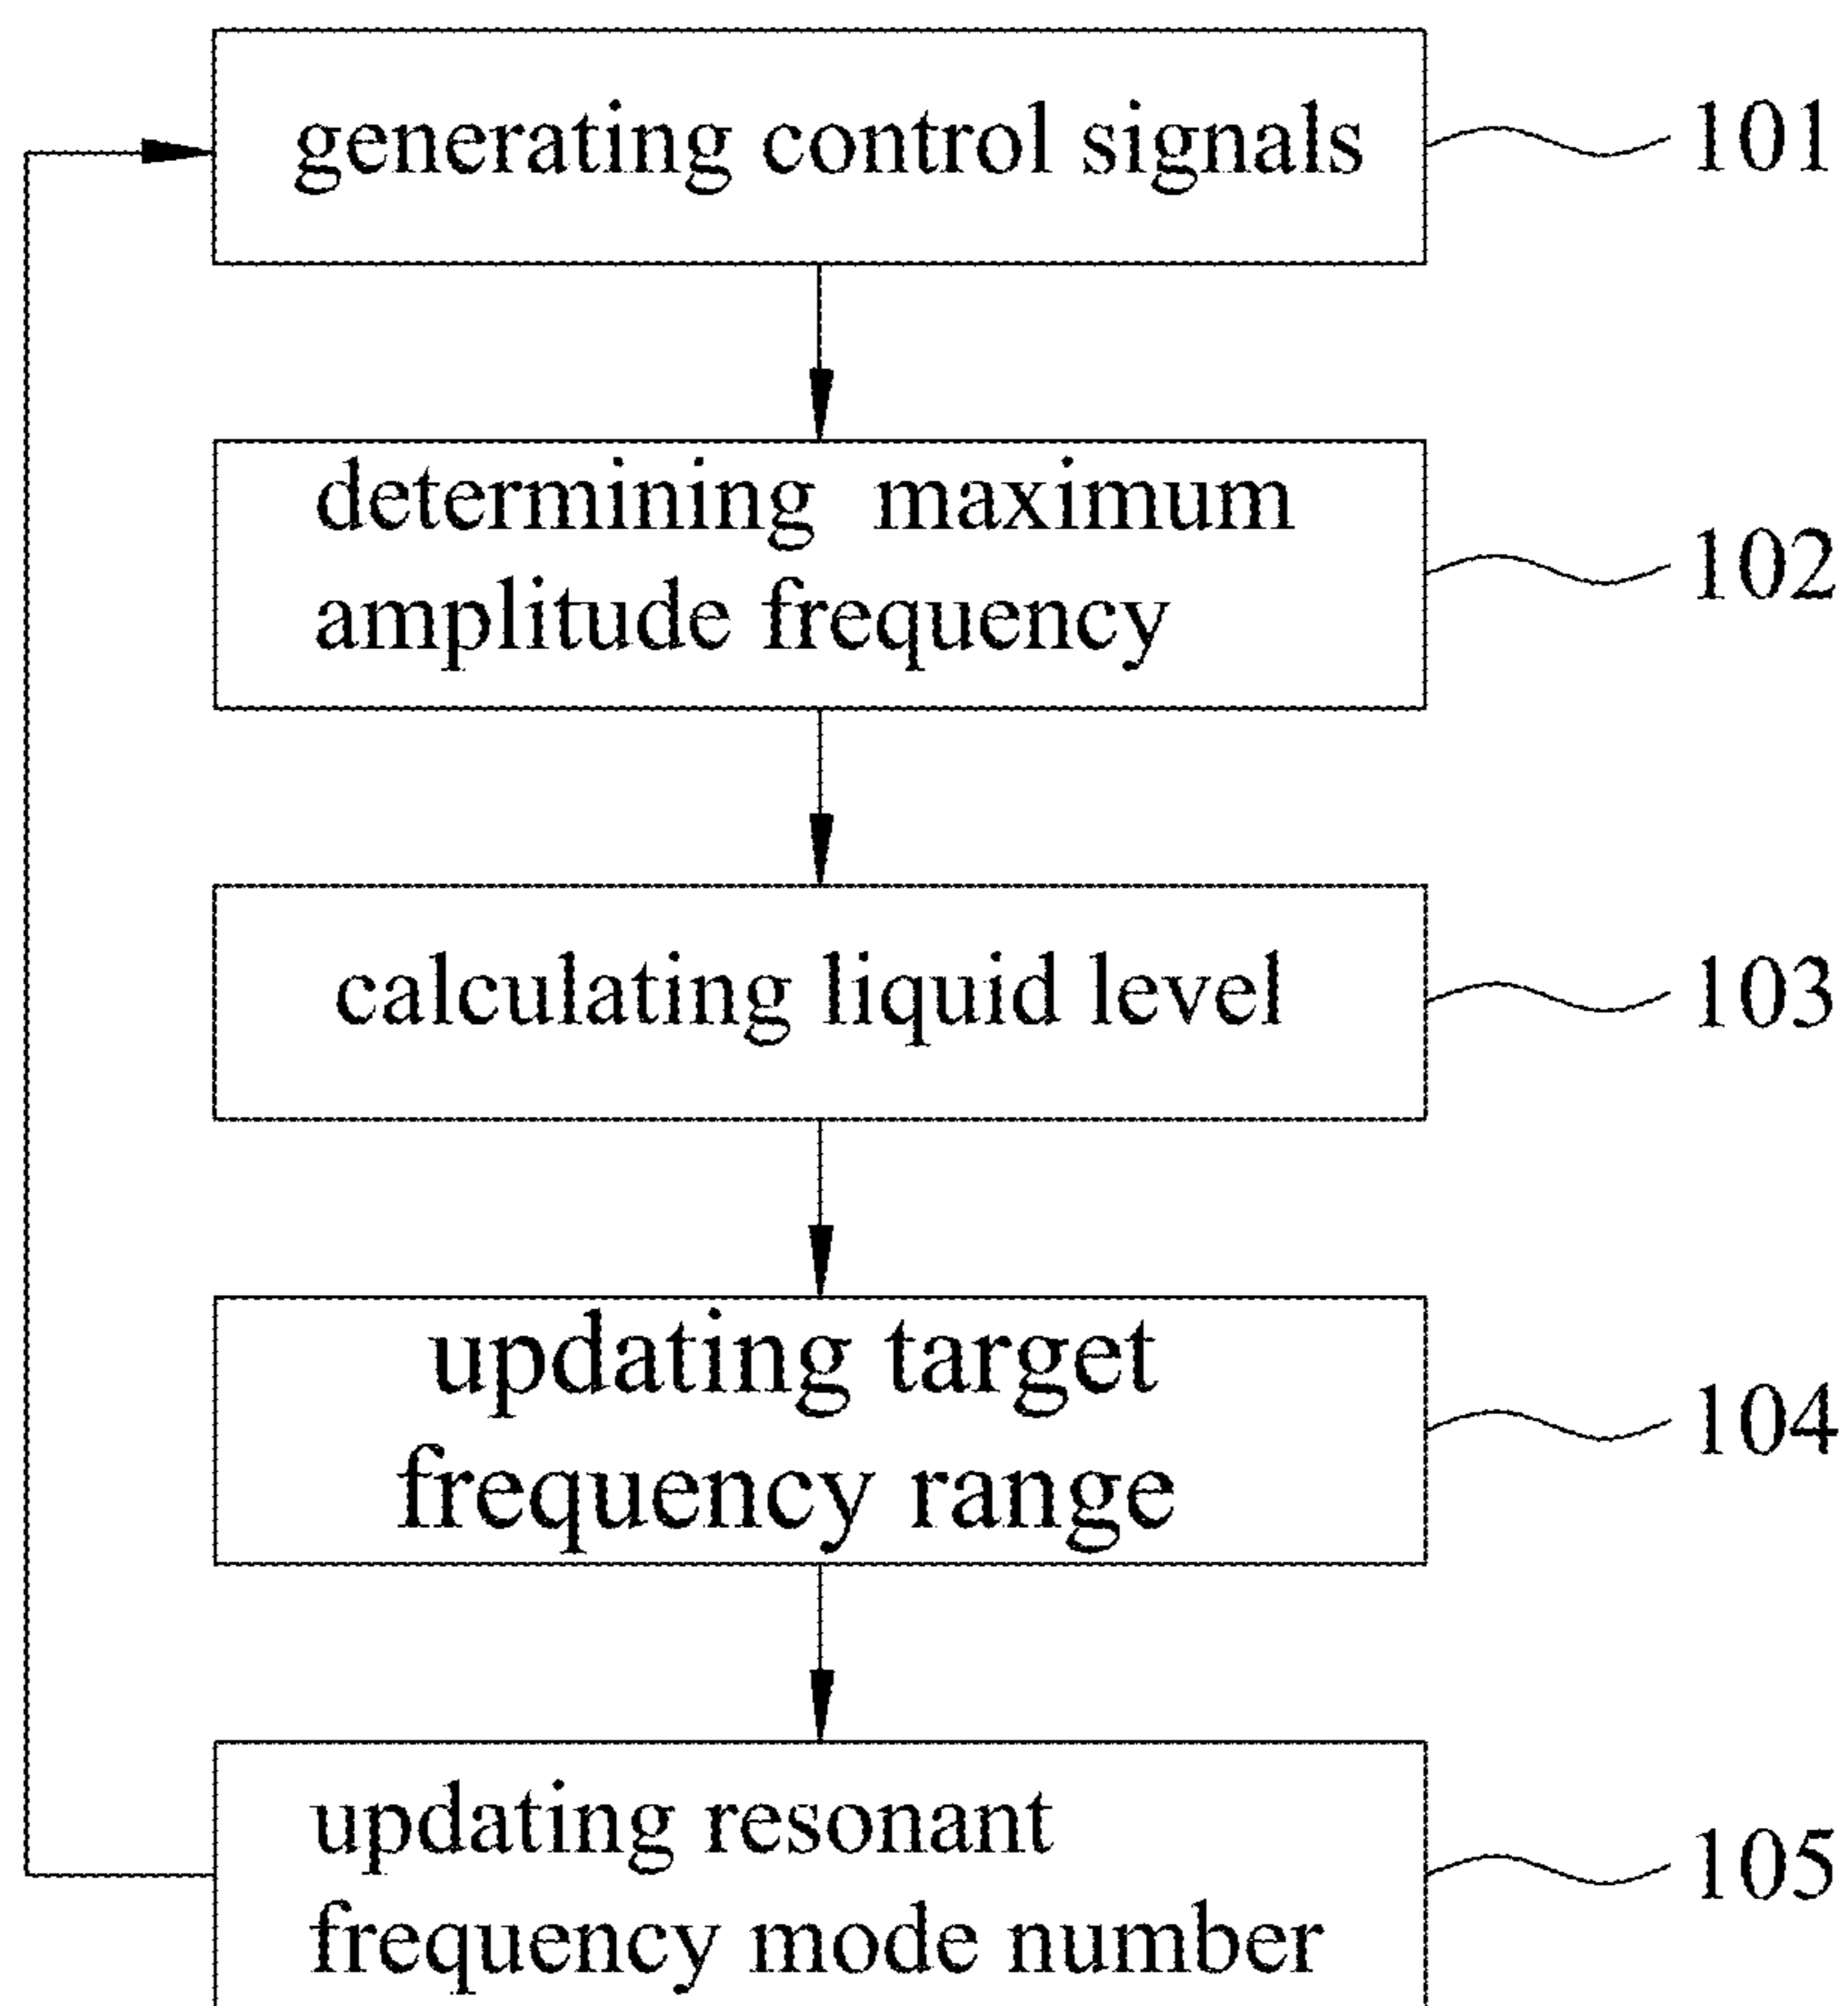 generating control signals
101
determining maximum
amplitude frequency
102
calculating liquid level
103
updating target
frequency range
104
updating resonant
frequency mode number
105